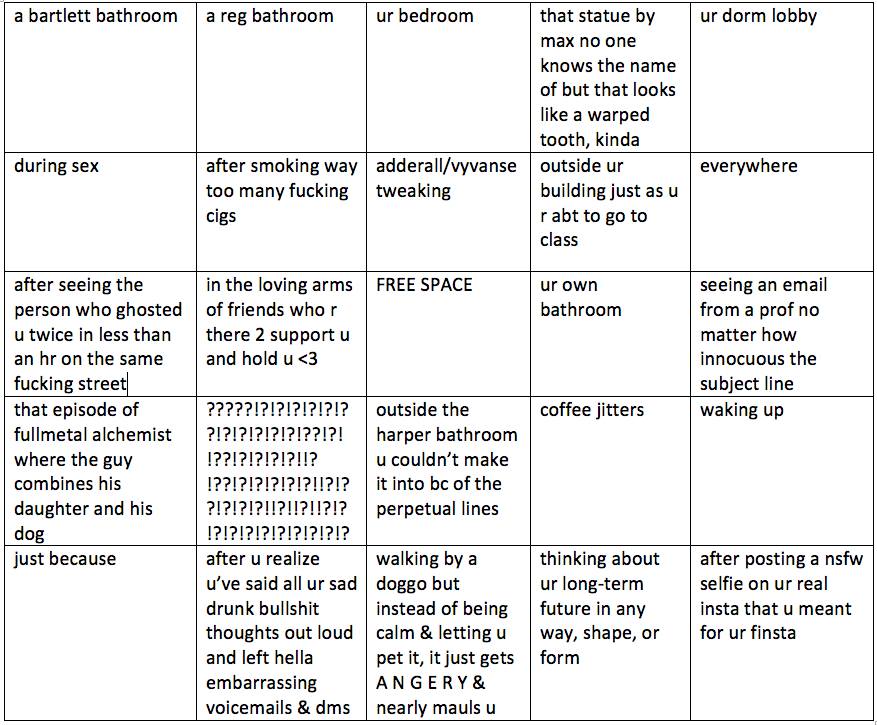 a bartlett bathroom
a reg bathroom
ur bedroom
that statue by
max no one
knows the name
of but that looks
like a warped
tooth, kinda
ur dorm lobby
during sex
after smoking way
too many fucking
cigs
adderall/vyvanse
tweaking
outside ur
building just as u
r abt to go to
class
everywhere
after seeing the
person who ghosted
u twice in less than
an hr on the same
fucking street
in the loving arms
of friends who r
there 2 support u
and hold u <3
FREE SPACE
ur own
bathroom
seeing an email
from a prof no
matter how
innocuous the
subject line
that episode of
fullmetal alchemist
where the guy
combines his
daughter and his
dog
?????!?!?!?!?!?!?
?!?!?!?!?!?!??!?!
!??!?!?!?!?!!?
!??!?!?!?!?!?!!?!?
?!?!?!?!!?!!?!!?!?
!?!?!?!?!?!?!?!?!?
outside the
harper bathroom
u couldn’t make
it into bc of the
perpetual lines
coffee jitters
waking up
just because
after u realize
u’ve said all ur sad
drunk bullshit
thoughts out loud
and left hella
embarrassing
voicemails & dms
walking by a
doggo but
instead of being
calm & letting u
pet it, it just gets
A N G E R Y &
nearly mauls u
thinking about
ur long-term
future in any
way, shape, or
form
after posting a nsfw
selfie on ur real
insta that u meant
for ur finsta